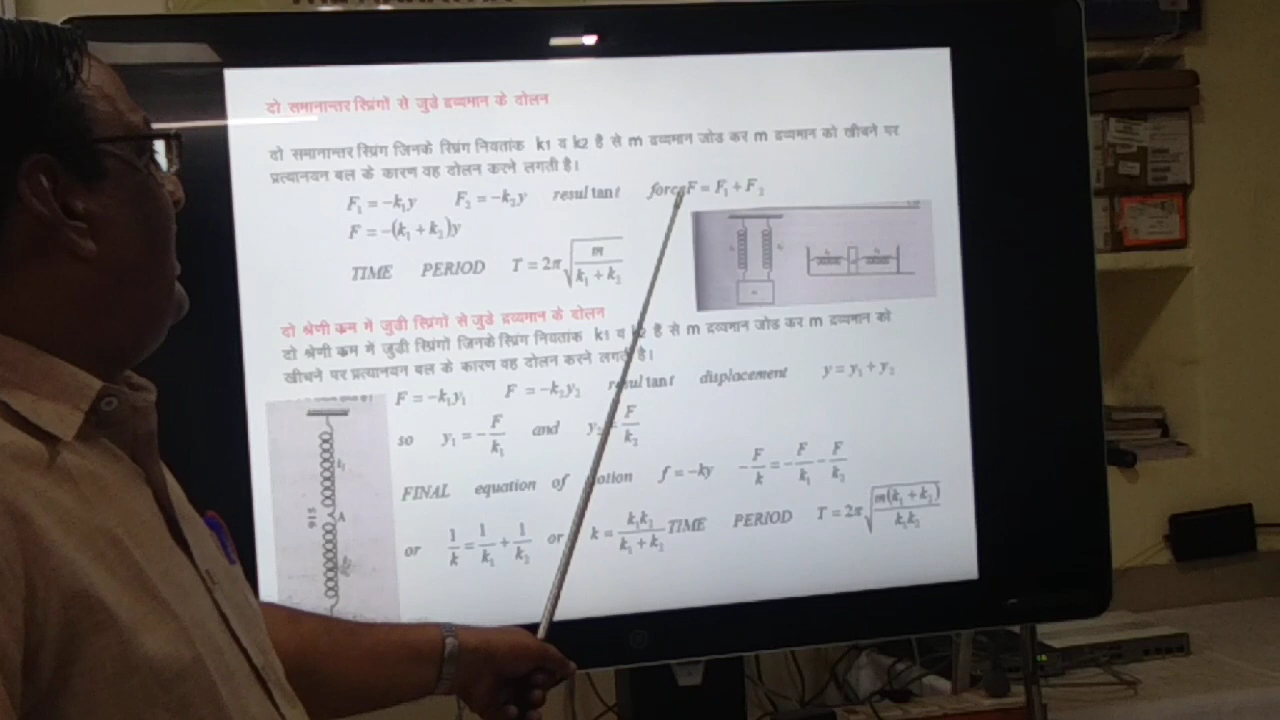 दो समानान्तर स्प्रिंगों से जुडे द्रव्यमान के दोलन
दो समानान्तर स्प्रिंग जिनके स्प्रिंग नियतांक k1 व k2 है से m द्रव्यमान जोड कर m द्रव्यमान को खीचने पर
प्रत्यानयन बल के कारण वह दोलन करने लगती है।
F₁ = −k₁y F₂ = −k₂y resultant force F = F₁ + F₂
F = −(k₁ + k₂)y
TIME PERIOD T = 2π√(m/(k₁ + k₂))
दो श्रेणी क्रम में जुडी स्प्रिंगों से जुडे द्रव्यमान के दोलन
दो श्रेणी क्रम में जुडी स्प्रिंगों जिनके स्प्रिंग नियतांक k1 व k2 है से m द्रव्यमान जोड कर m द्रव्यमान को
खीचने पर प्रत्यानयन बल के कारण वह दोलन करने लगती है।
F = −k₁y₁ F = −k₂y₂ resultant displacement y = y₁ + y₂
so y₁ = −F/k₁ and F/k₂
FINAL equation of motion f = −ky −F/k = −F/k₁ − F/k₂
or 1/k = 1/k₁ + 1/k₂ or k = k₁k₂/(k₁ + k₂) TIME PERIOD T = 2π√(m(k₁ + k₂)/k₁k₂)
k₁
A